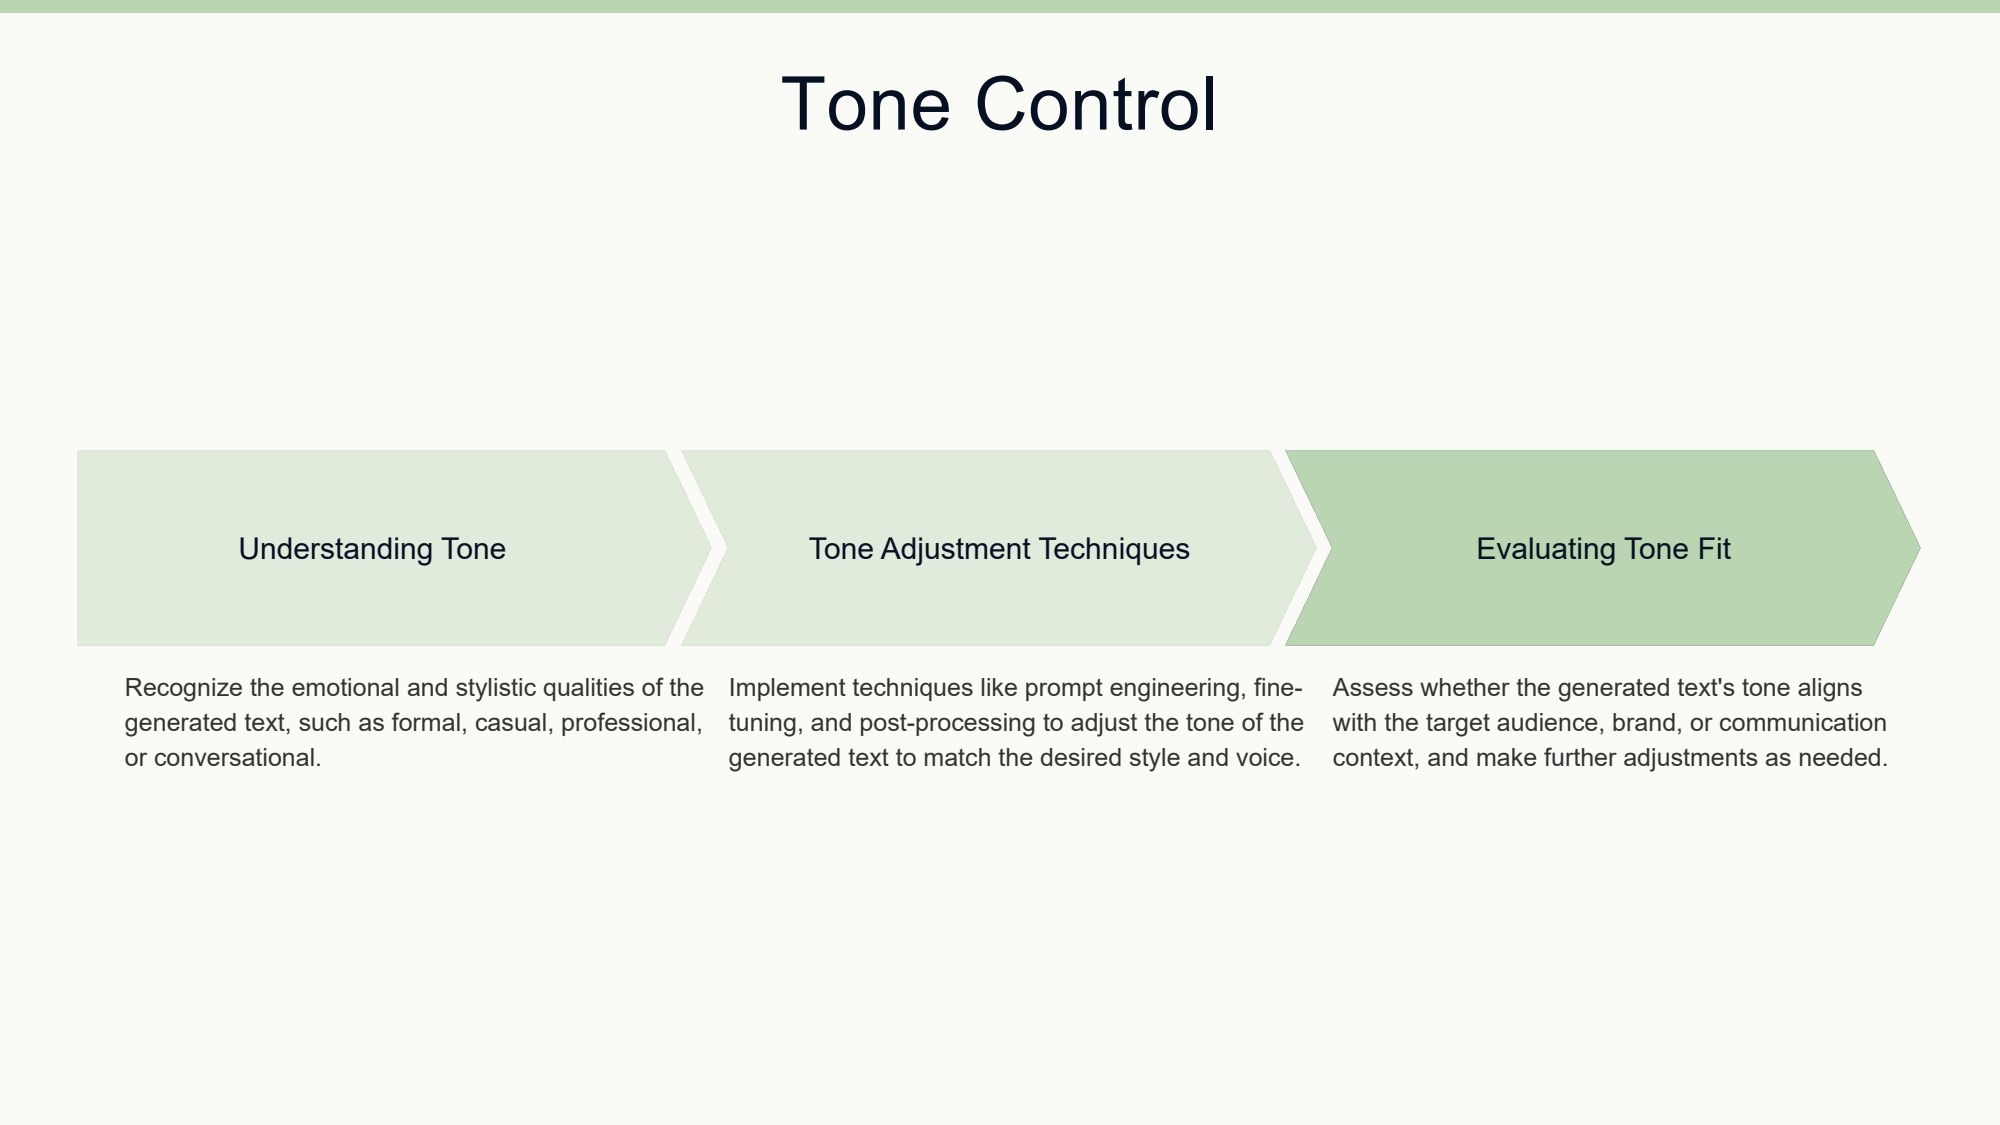 Tone Control
Understanding Tone
Recognize the emotional and stylistic qualities of the
generated text, such as formal, casual, professional,
or conversational.
Tone Adjustment Techniques
Implement techniques like prompt engineering, fine-
tuning, and post-processing to adjust the tone of the
generated text to match the desired style and voice.
Evaluating Tone Fit
Assess whether the generated text's tone aligns
with the target audience, brand, or communication
context, and make further adjustments as needed.